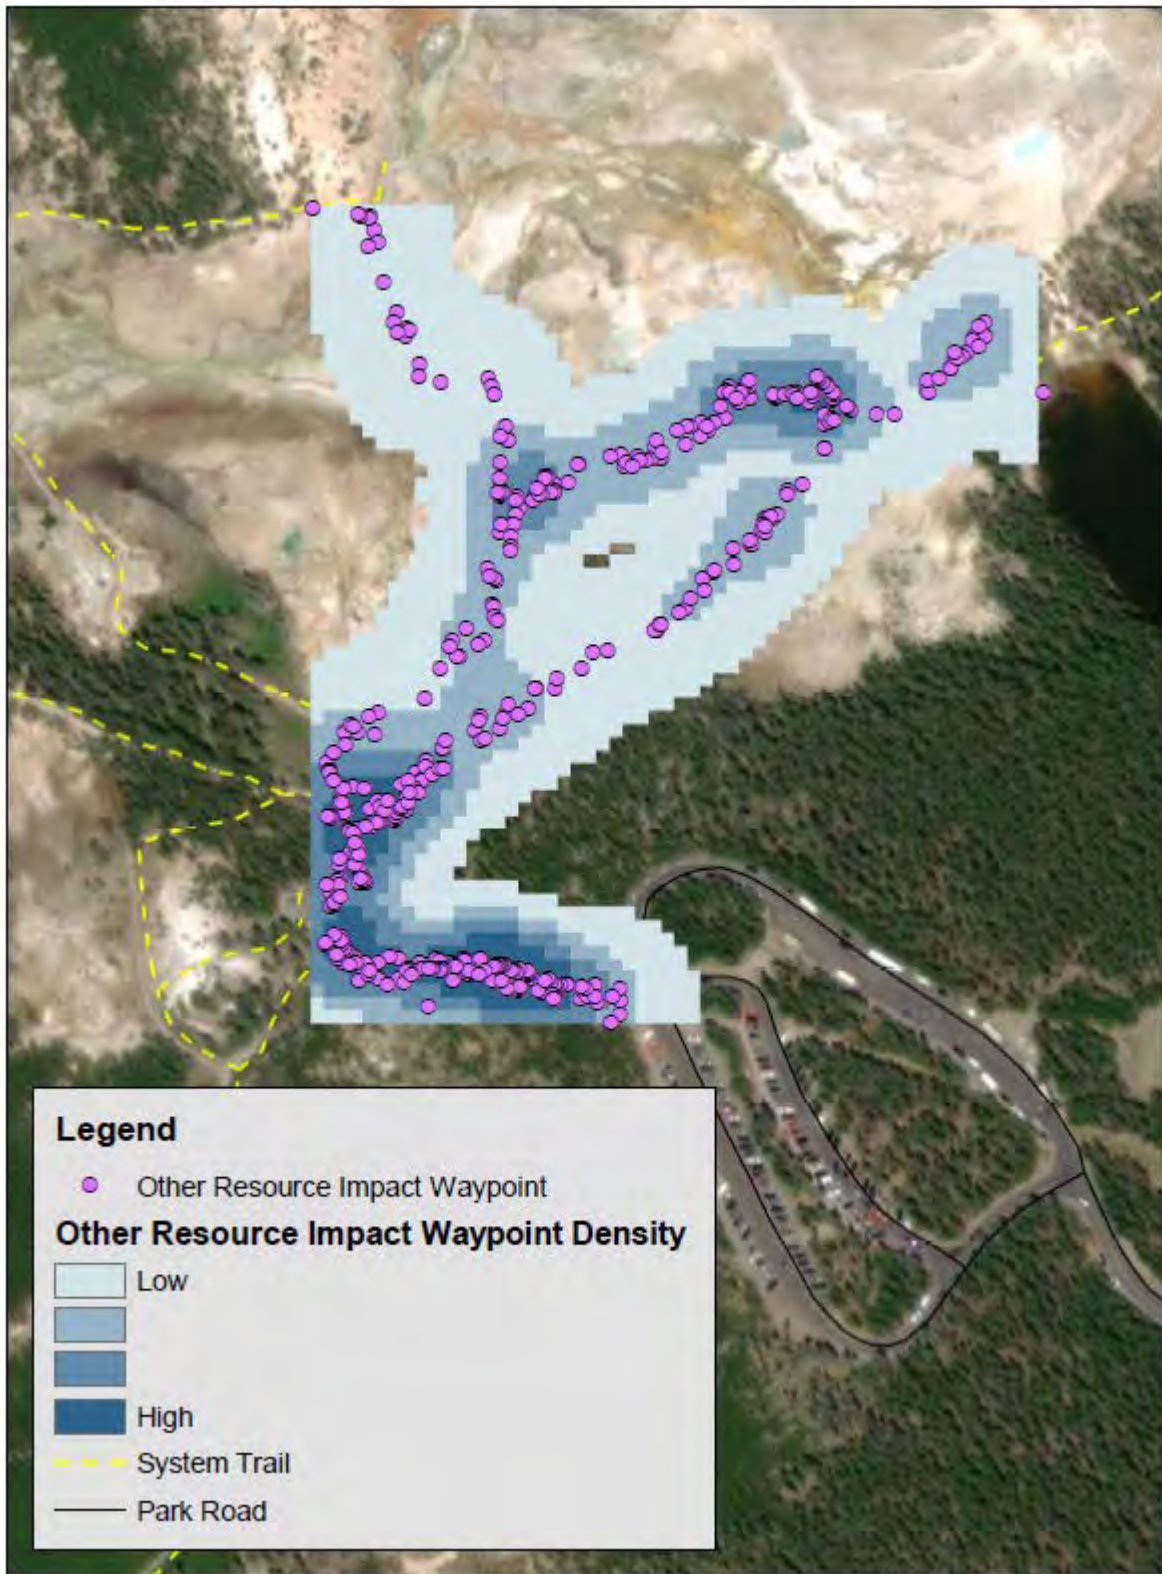 Legend
Other Resource Impact Waypoint
Other Resource Impact Waypoint Density
Low
High
System Trail
Park Road